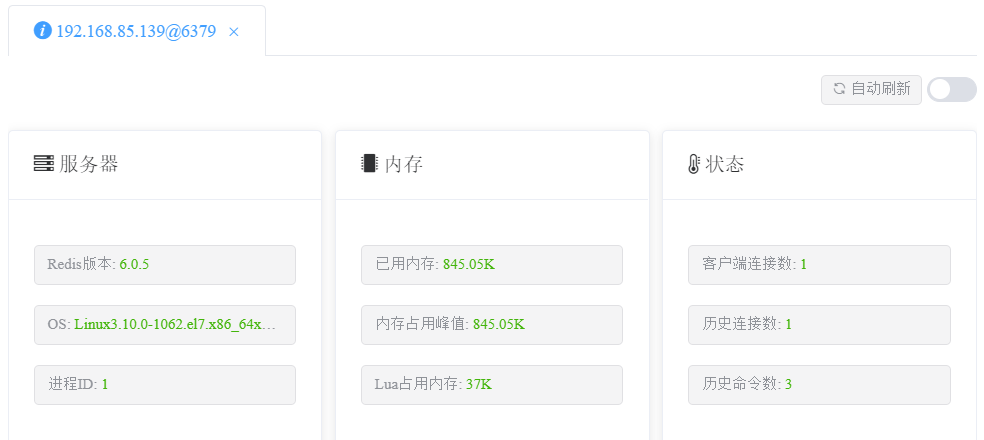 192.168.85.139@6379
自动刷新
服务器
Redis版本: 6.0.5
OS: Linux3.10.0-1062.el7.x86_64x…
进程ID: 1
内存
已用内存: 845.05K
内存占用峰值: 845.05K
Lua占用内存: 37K
状态
客户端连接数: 1
历史连接数: 1
历史命令数: 3